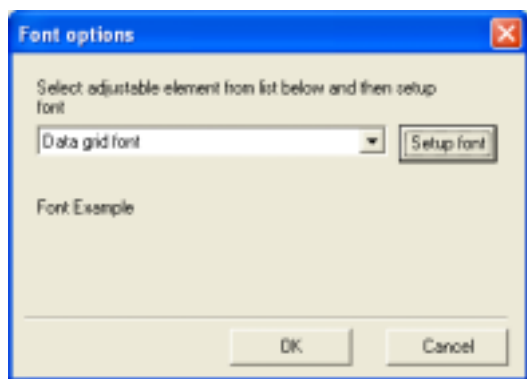 Font options
Select adjustable element from list below and then setup
font
Data grid font
Setup font
Font Example
OK
Cancel